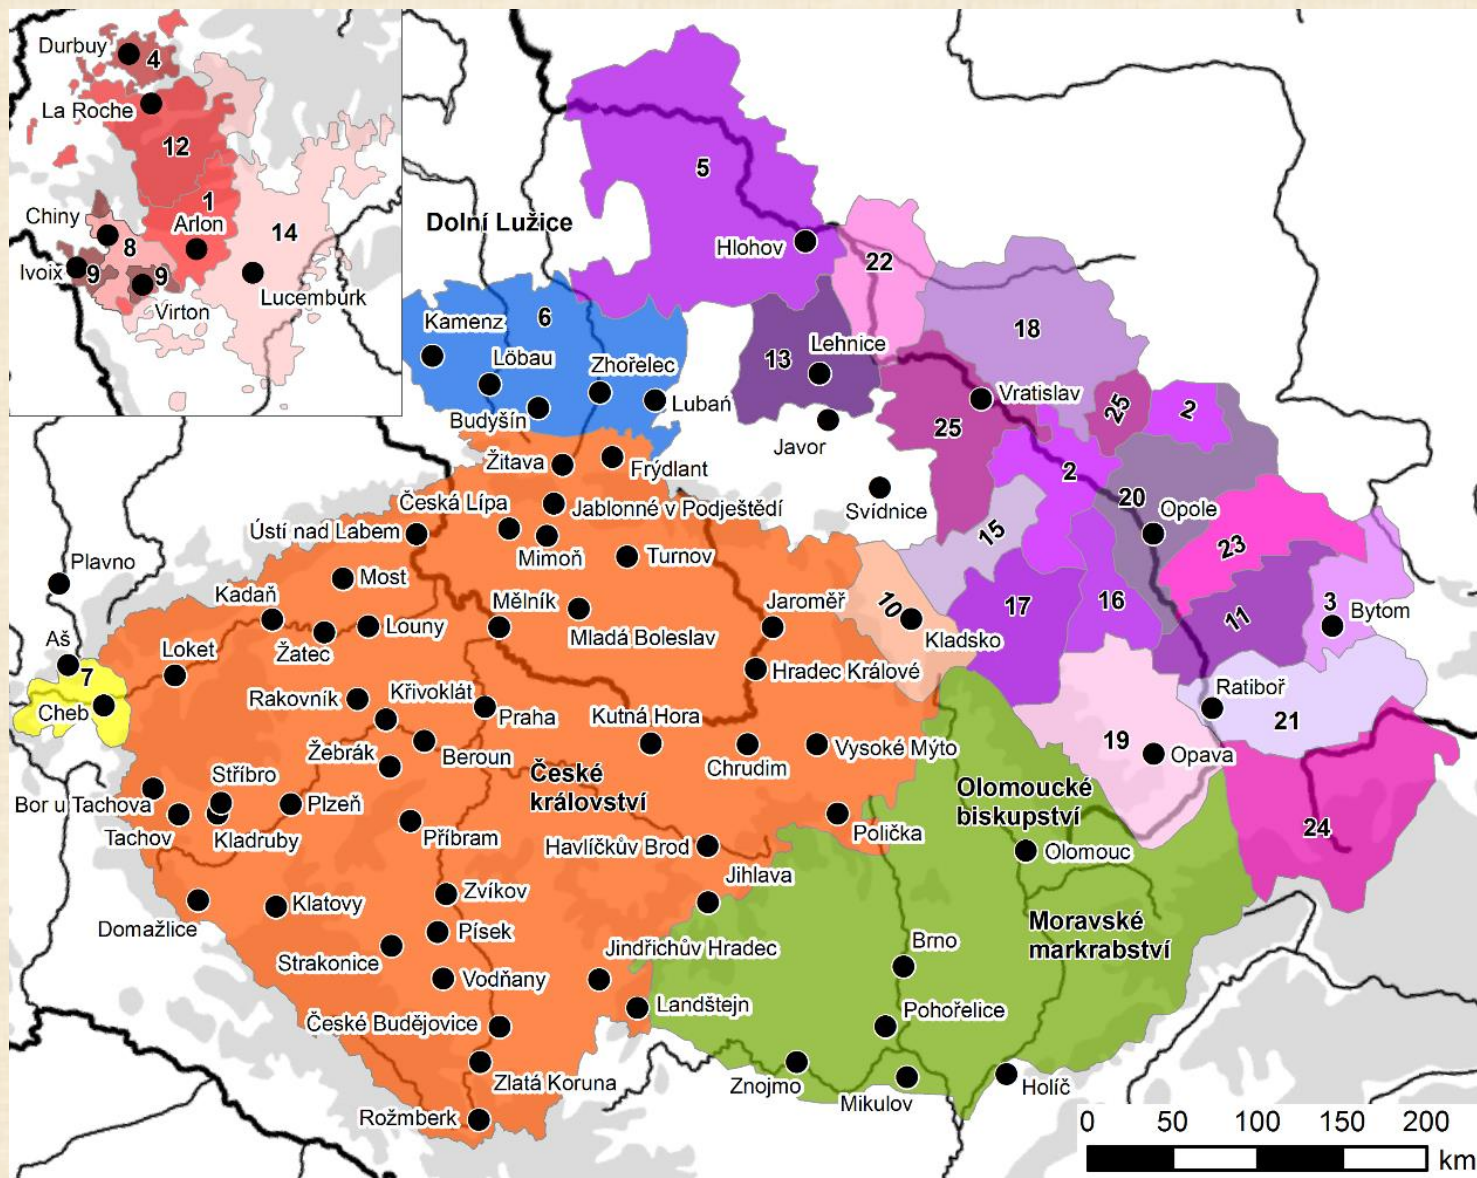 Durbuy
4
La Roche
12
1
Chiny
Arlon
14
8
Ivoix
9
9
Lucemburk
Virton
5
Dolní Lužice
Hlohov
22
6
Kamenz
18
Löbau
Zhořelec
13
Lehnice
Budyšín
Lubań
Vratislav
25
2
25
Javor
Žitava
Frýdlant
2
Česká Lípa
Jablonné v Podještědí
Svídnice
20
Opole
Ústí nad Labem
15
23
Mimoň
Turnov
Plavno
Most
Kadaň
Mělník
Jaroměř
10
17
16
11
3
Bytom
Louny
Mladá Boleslav
Kladsko
Aš
Žatec
Loket
7
Hradec Králové
Rakovník
Křivoklát
Ratiboř
Cheb
Praha
Kutná Hora
21
Žebrák
Beroun
Chrudim
Vysoké Mýto
19
Opava
Stříbro
České
království
Olomoucké
biskupství
Bor u Tachova
Plzeň
Tachov
Kladruby
Příbram
Havlíčkův Brod
Polička
24
Olomouc
Jihlava
Zvíkov
Klatovy
Moravské
markrabství
Domažlice
Písek
Brno
Strakonice
Jindřichův Hradec
Vodňany
Landštejn
Pohořelice
České Budějovice
Zlatá Koruna
Znojmo
Holíč
Mikulov
Rožmberk
0 50 100 150 200
km